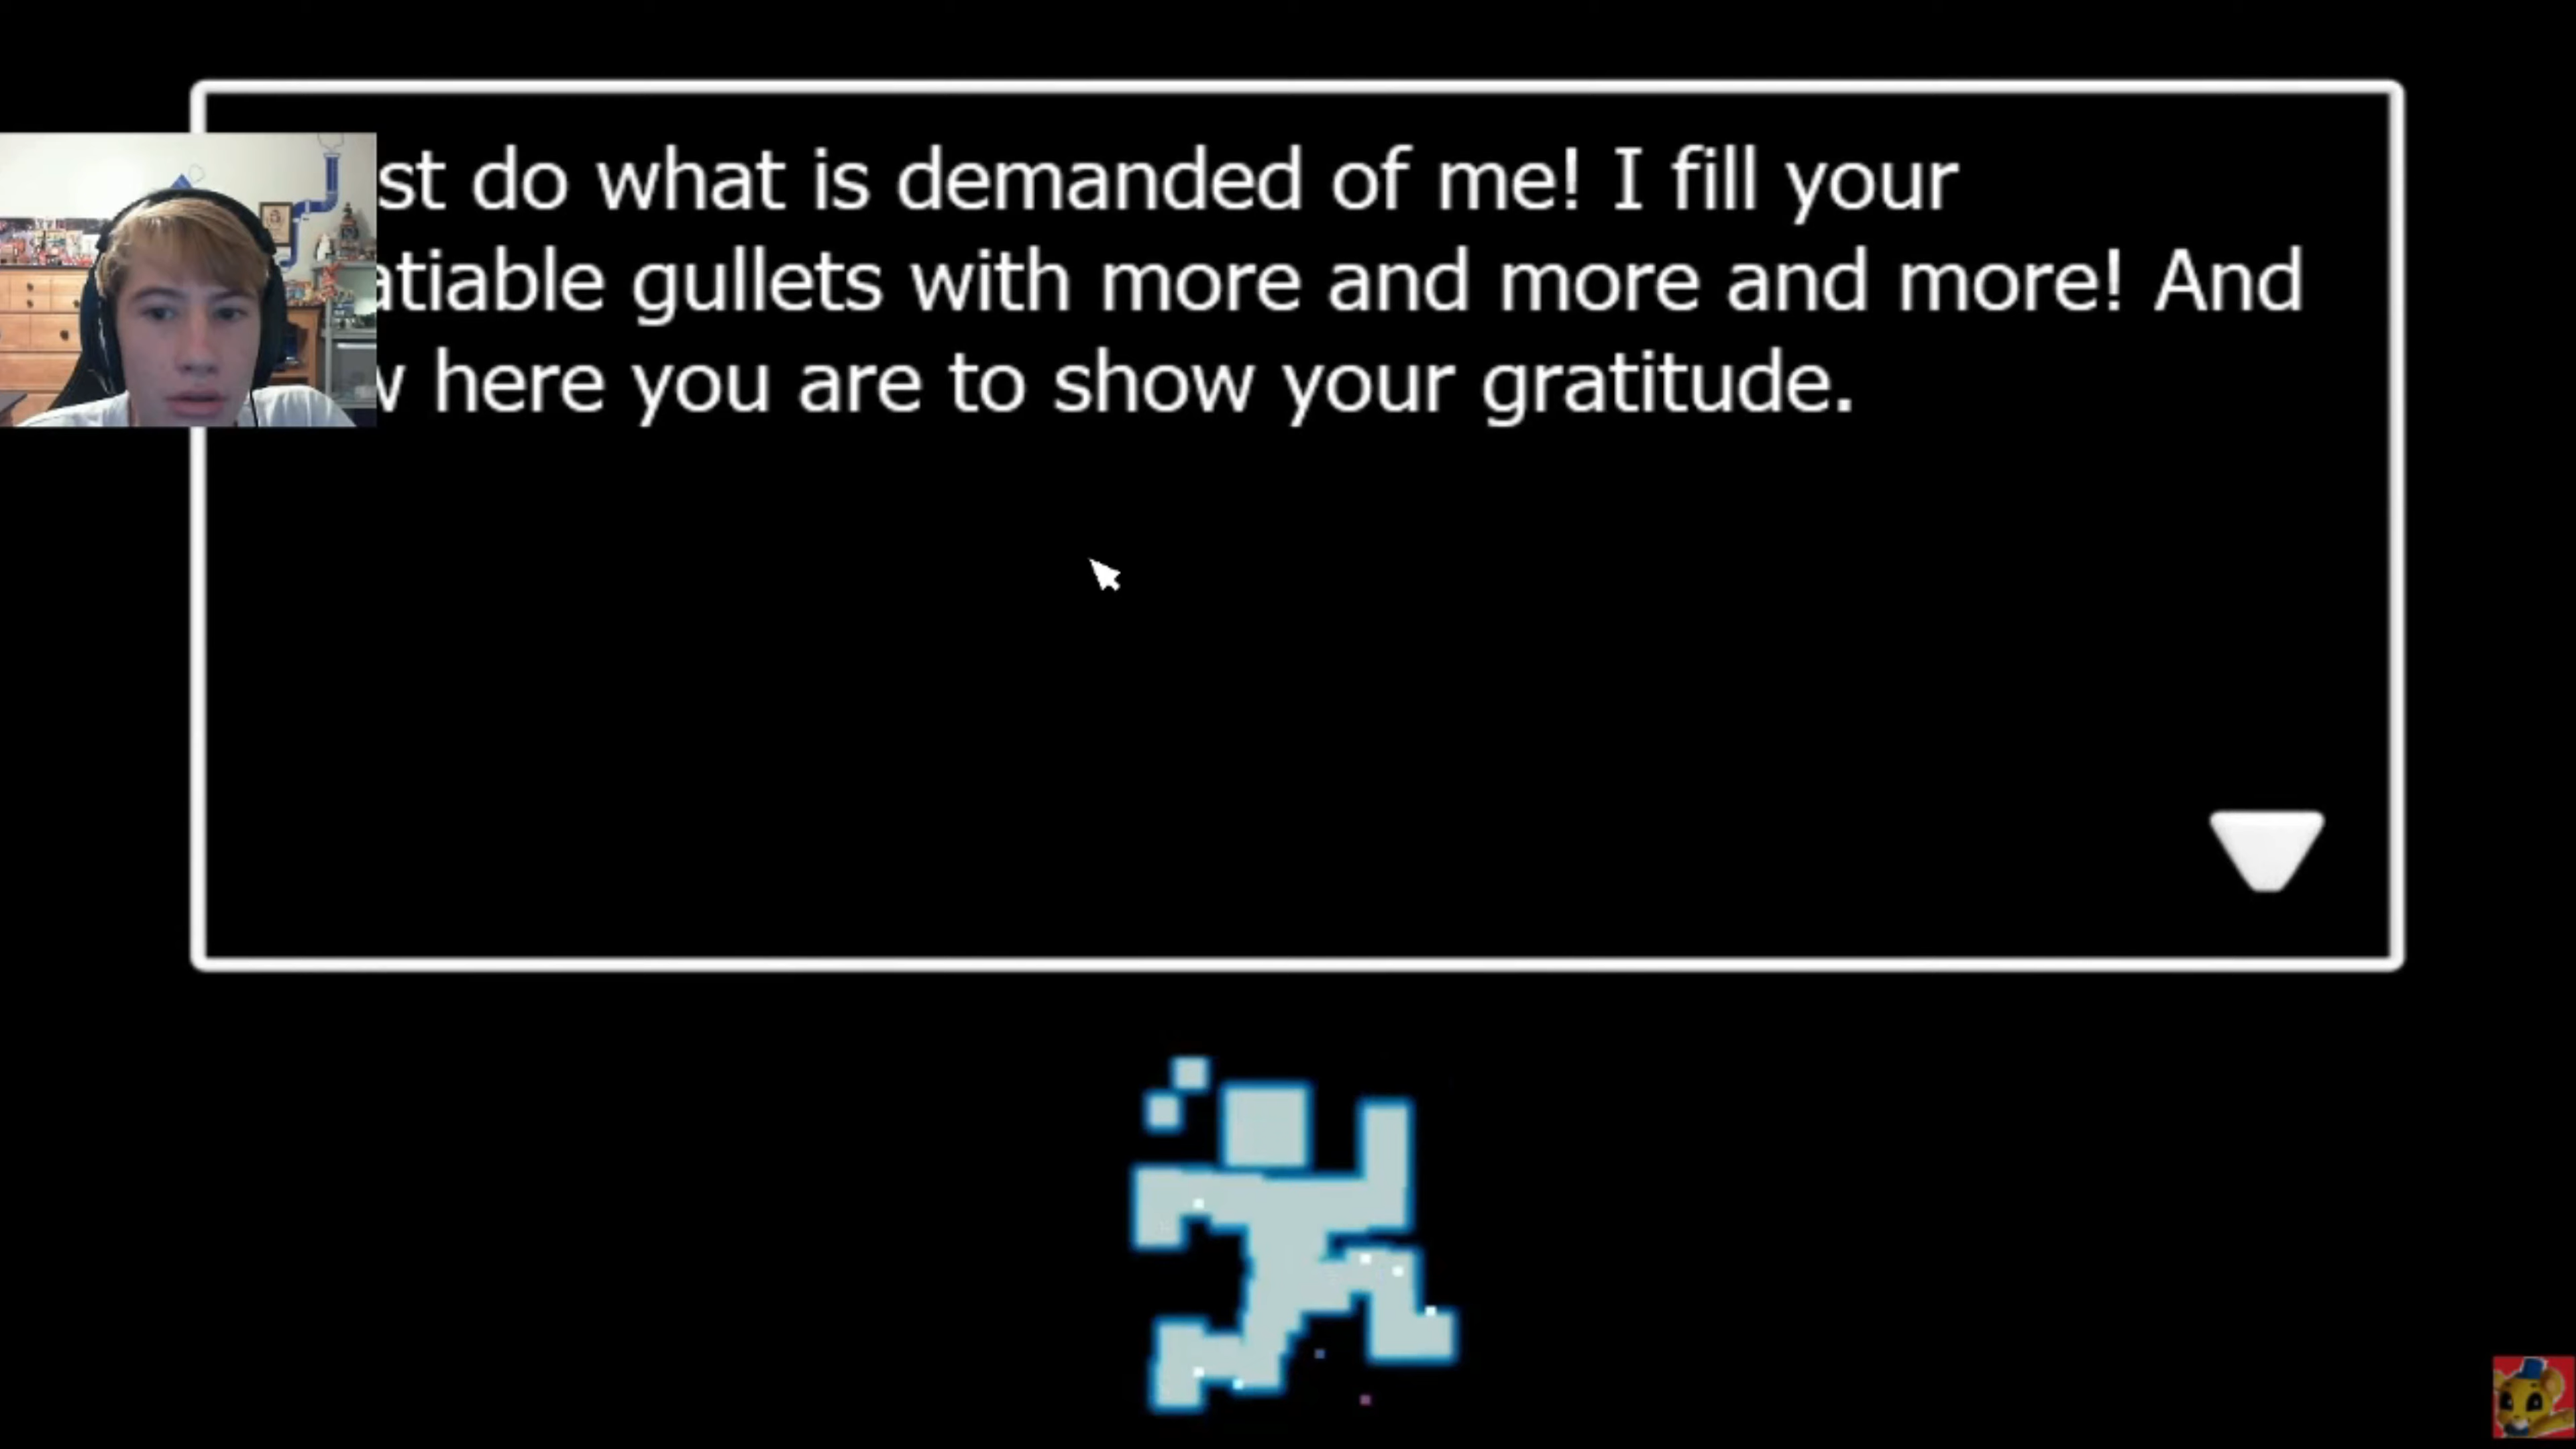 st do what is demanded of me! I fill your
atiable gullets with more and more and more! And
w here you are to show your gratitude.